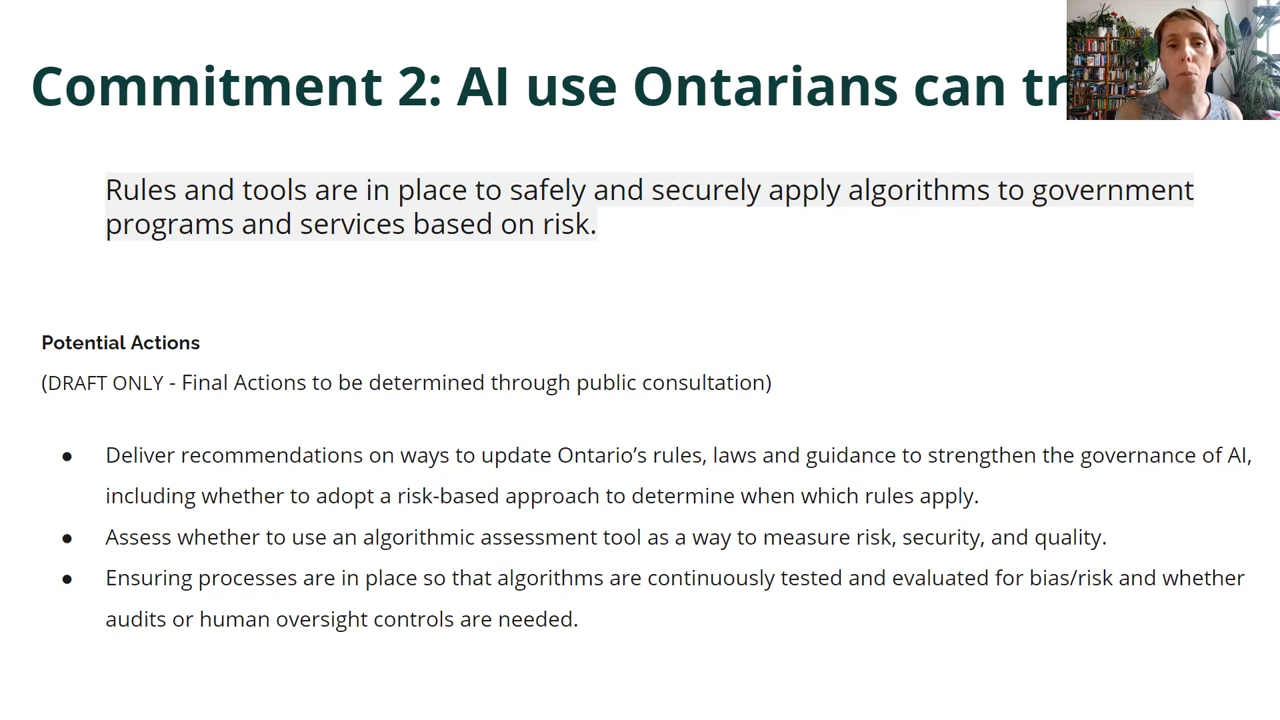 Commitment 2: AI use Ontarians can
Rules and tools are in place to safely and securely apply algorithms to government
programs and services based on risk.
Potential Actions
(DRAFT ONLY - Final Actions to be determined through public consultation)
● Deliver recommendations on ways to update Ontario’s rules, laws and guidance to strengthen the governance of AI,
including whether to adopt a risk-based approach to determine when which rules apply.
● Assess whether to use an algorithmic assessment tool as a way to measure risk, security, and quality.
● Ensuring processes are in place so that algorithms are continuously tested and evaluated for bias/risk and whether
audits or human oversight controls are needed.